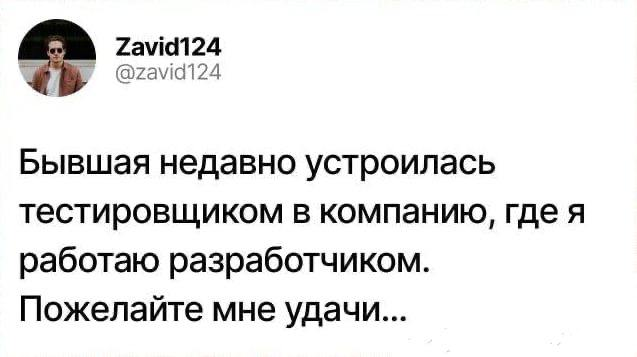 Zavid124
@zavid124
Бывшая недавно устроилась
тестировщиком в компанию, где я
работаю разработчиком.
Пожелайте мне удачи...